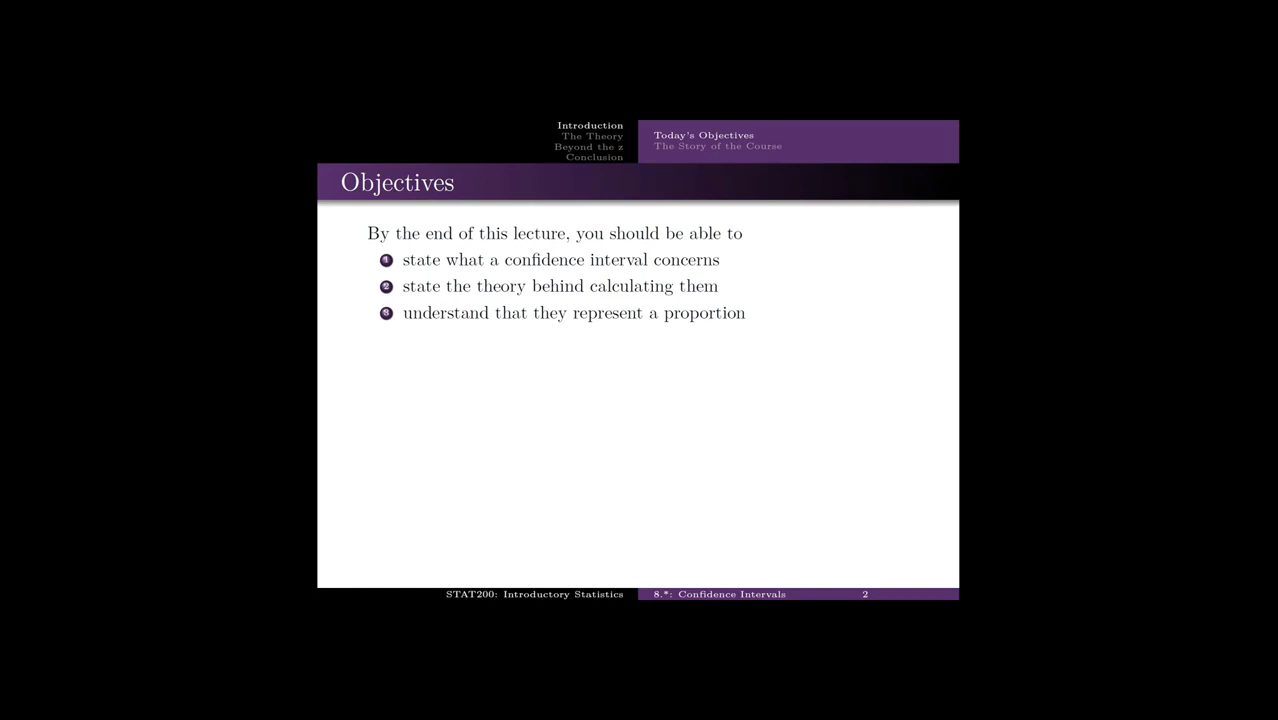 Introduction
The Theory
Beyond the z
Conclusion
Today's Objectives
The Story of the Course
Objectives
By the end of this lecture, you should be able to
1 state what a confidence interval concerns
2 state the theory behind calculating them
3 understand that they represent a proportion
STAT200: Introductory Statistics
8.*: Confidence Intervals
2